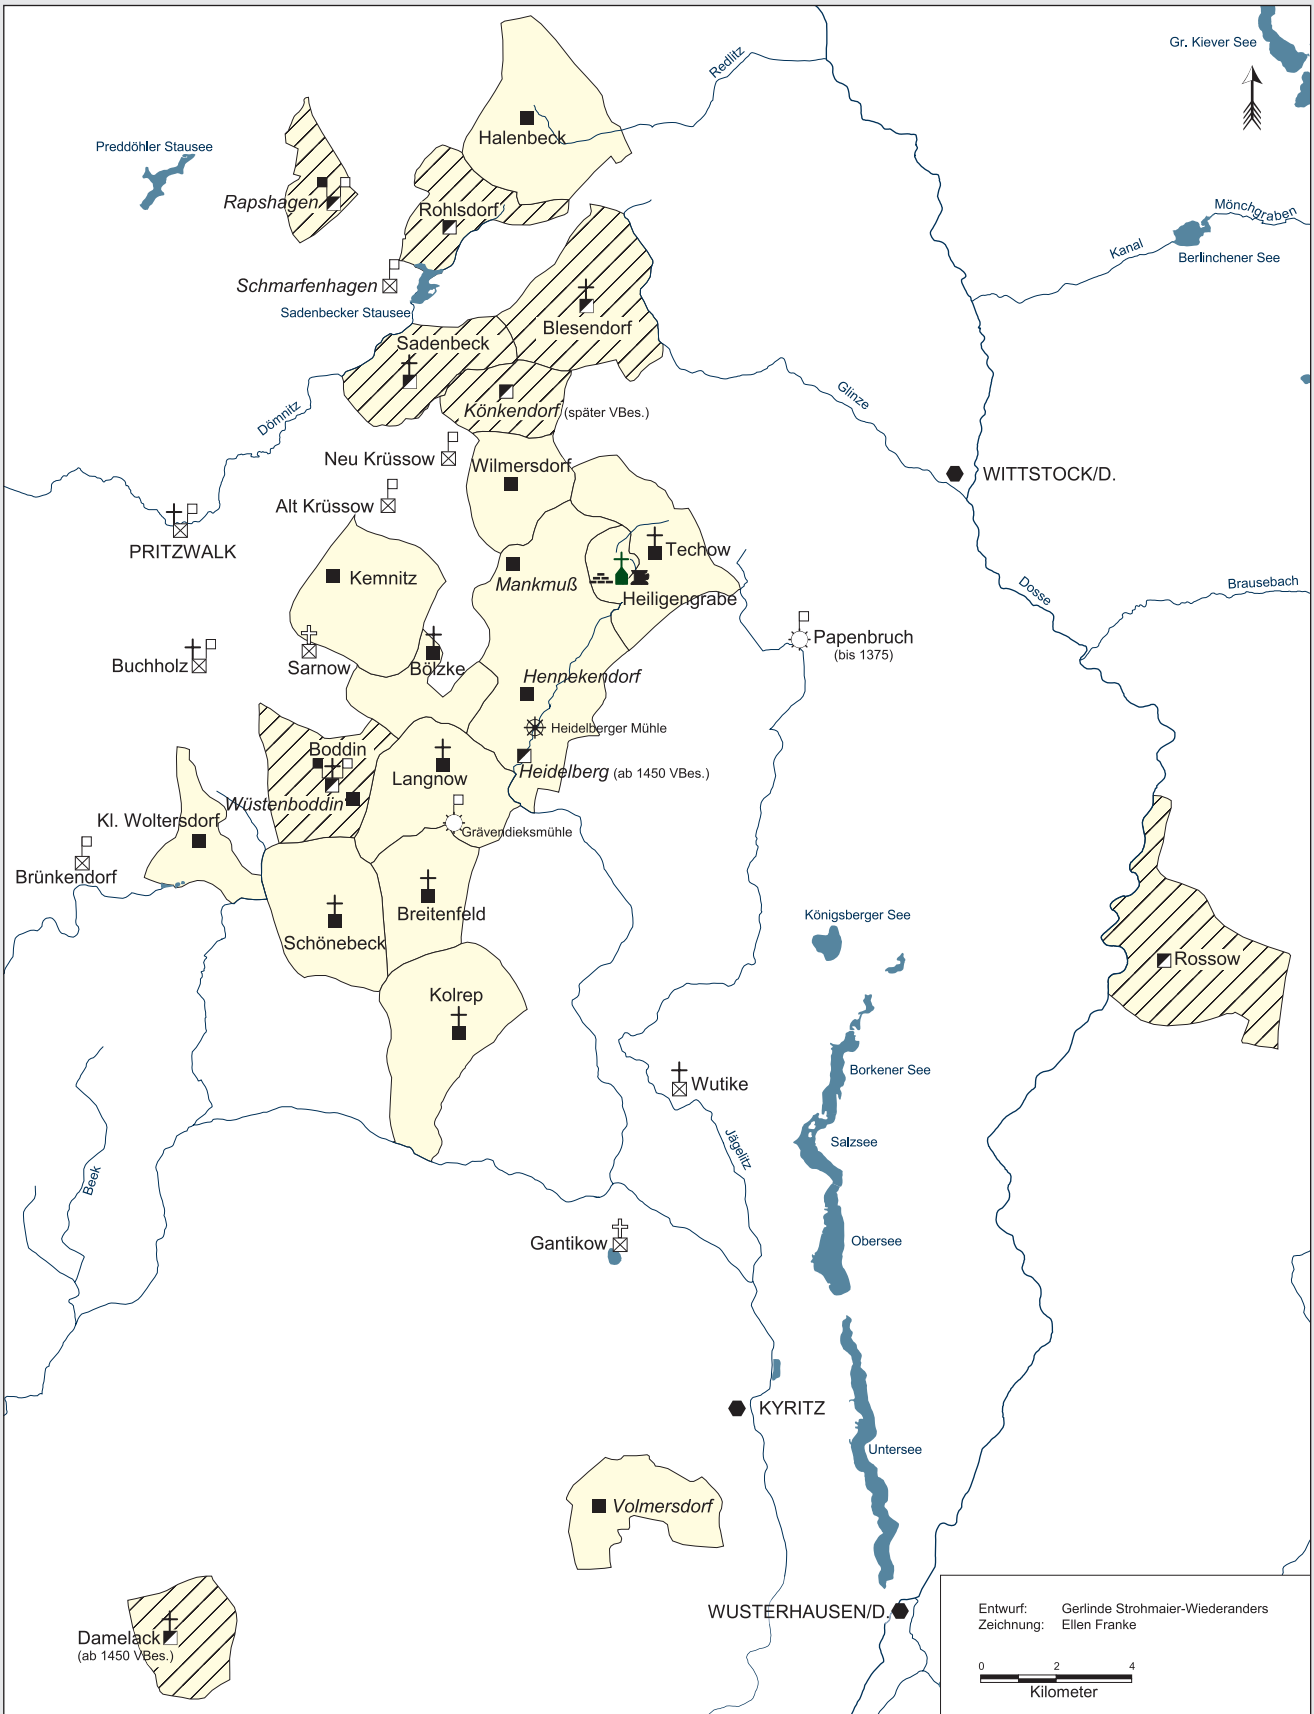 Gr. Kiever See
Redlitz
Halenbeck
Preddöhler Stausee
Rapshagen
Rohlsdorf
Mönchgraben
Kanal
Berlinchener See
Schmarfenhagen
Sadenbecker Stausee
Blesendorf
Sadenbeck
Glinze
Dömnitz
Könkendorf (später VBes.)
Neu Krüssow
Wilmersdorf
WITTSTOCK/D.
Alt Krüssow
PRITZWALK
Techow
Kemnitz
Mankmuß
Heiligengrabe
Dosse
Brausebach
Papenbruch
(bis 1375)
Buchholz
Sarnow
Bölzke
Hennekendorf
Heidelberger Mühle
Boddin
Langnow
Heidelberg (ab 1450 VBes.)
Wüstenboddin
Kl. Woltersdorf
Grävendieksmühle
Brünkendorf
Breitenfeld
Königsberger See
Schönebeck
Rossow
Kolrep
Borkener See
Wutike
Salzsee
Jägelitz
Beek
Gantikow
Obersee
KYRITZ
Untersee
Volmersdorf
WUSTERHAUSEN/D.
Damelack
(ab 1450 VBes.)
Entwurf: Gerlinde Strohmaier-Wiederanders
Zeichnung: Ellen Franke
0 2 4
Kilometer